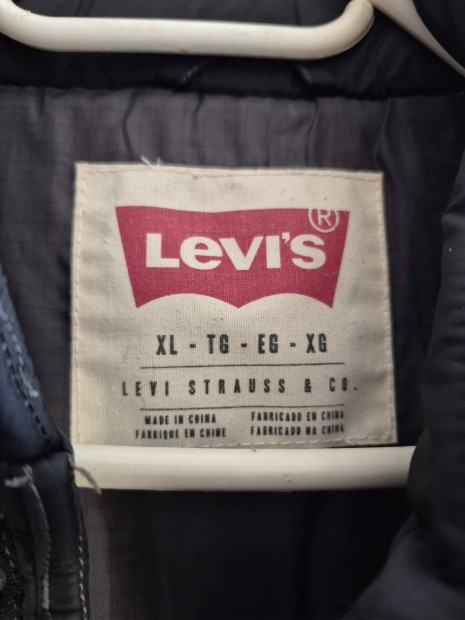 Levi's®
XL - TG - EG - XG
LEVI STRAUSS & CO.
MADE IN CHINA FABRICADO EN CHINA
FABRIQUE EN CHINE FABRICADO NA CHINA